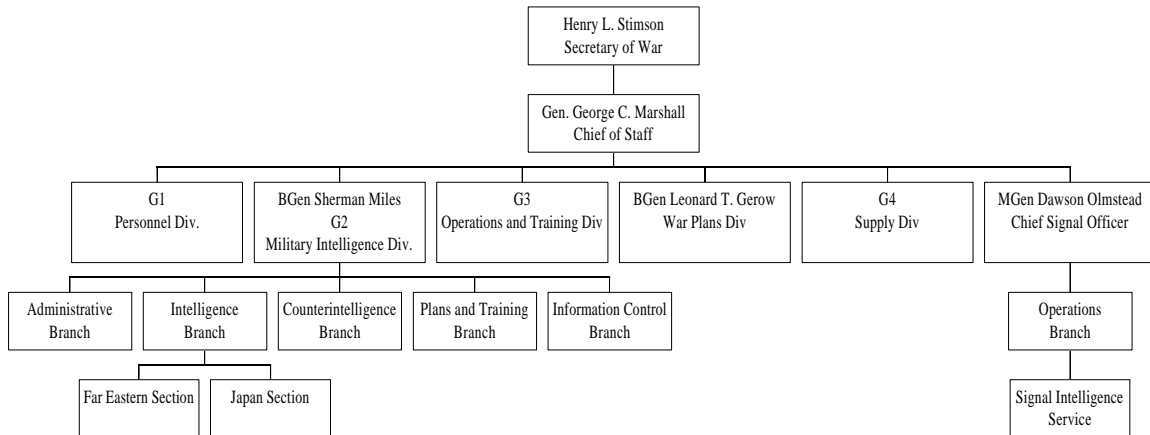 Henry L. Stimson
Secretary of War
Gen. George C. Marshall
Chief of Staff
G1
Personnel Div.
BGen Sherman Miles
G2
Military Intelligence Div.
G3
Operations and Training Div
BGen Leonard T. Gerow
War Plans Div
G4
Supply Div
MGen Dawson Olmstead
Chief Signal Officer
Administrative
Branch
Intelligence
Branch
Counterintelligence
Branch
Plans and Training
Branch
Information Control
Branch
Operations
Branch
Far Eastern Section
Japan Section
Signal Intelligence
Service